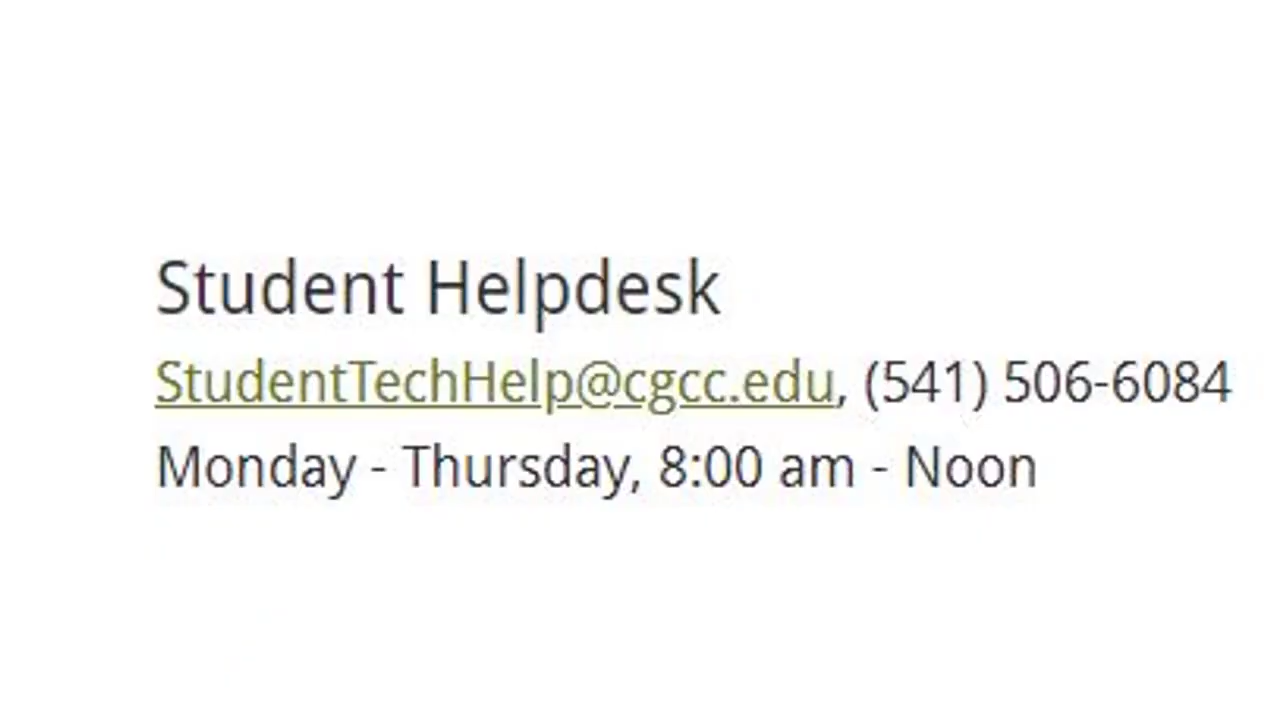 Student Helpdesk
StudentTechHelp@cgcc.edu, (541) 506-6084
Monday - Thursday, 8:00 am - Noon